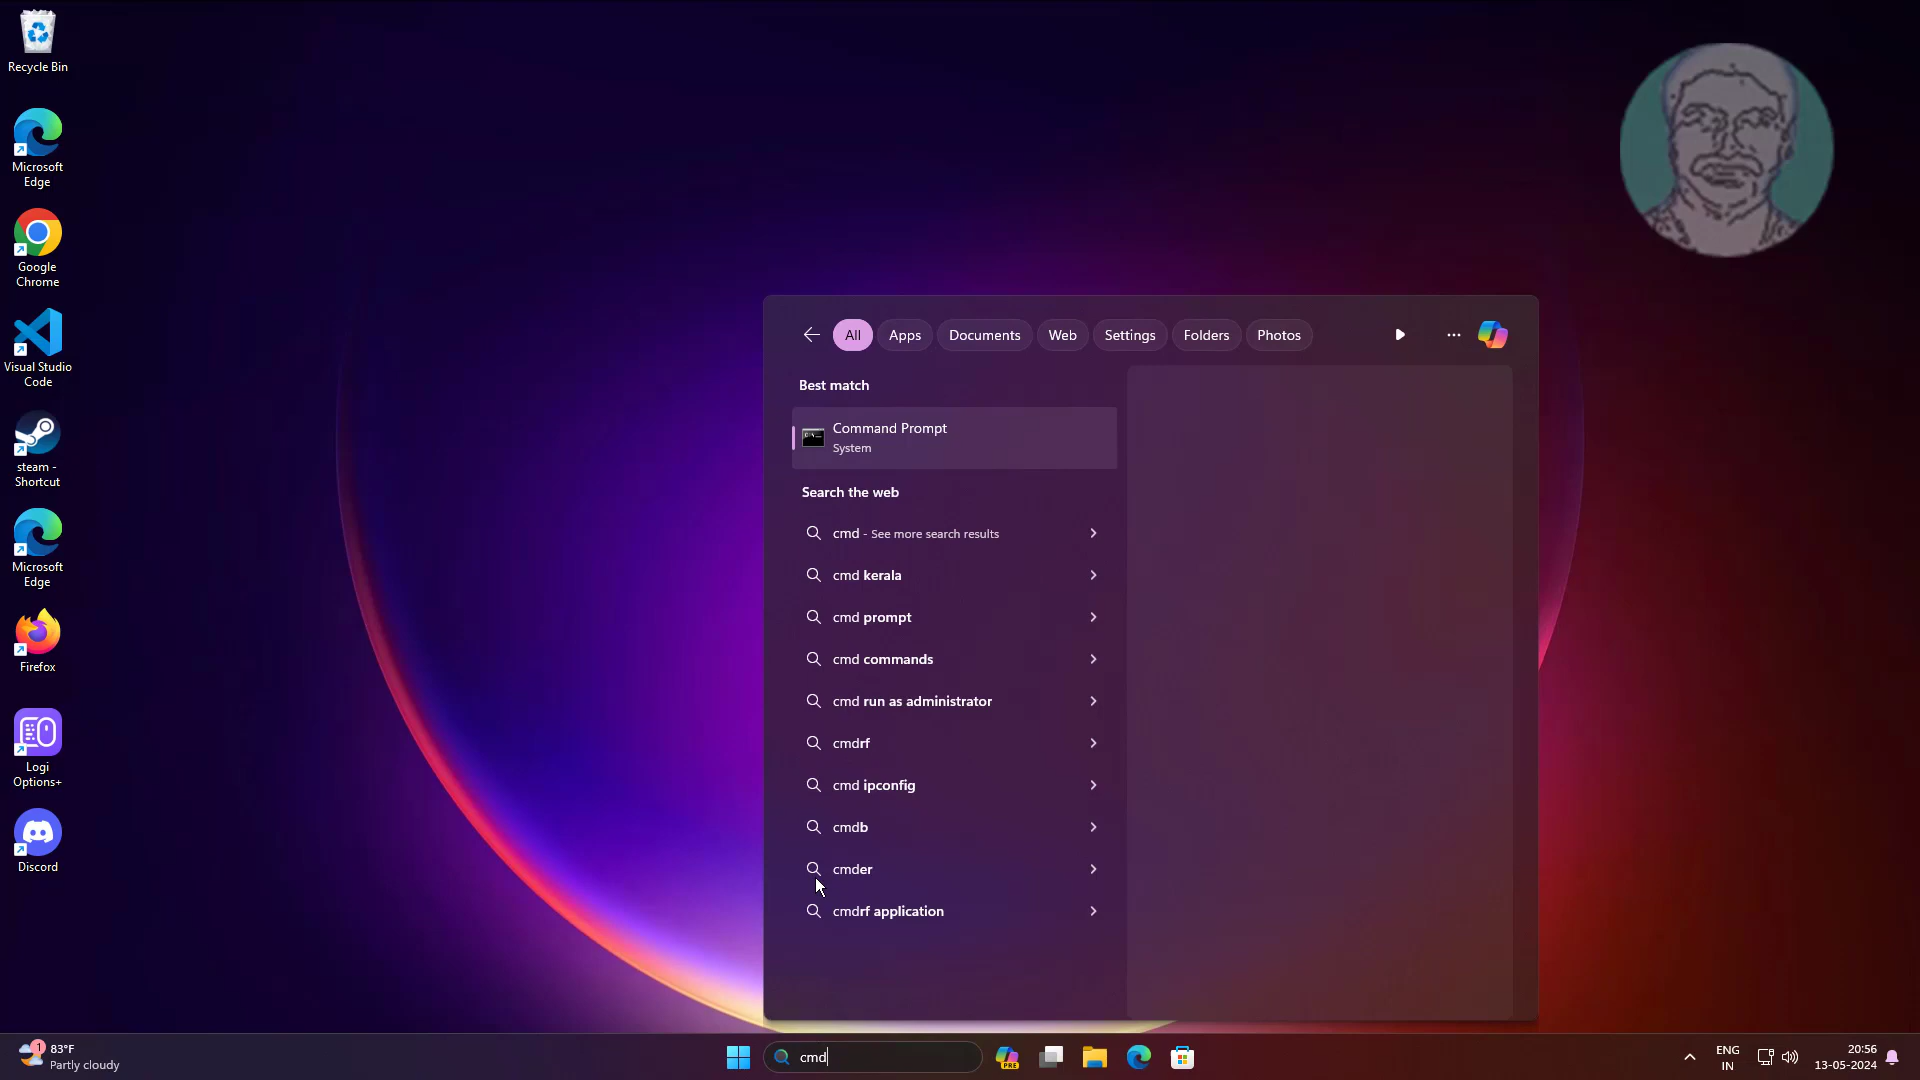 Recycle Bin
Microsoft
Edge
Google
Chrome
Visual Studio
Code
steam -
Shortcut
Microsoft
Edge
Firefox
Logi
Options+
Discord
All Apps Documents Web Settings Folders Photos
Best match
Command Prompt
System
Search the web
cmd - See more search results
cmd kerala
cmd prompt
cmd commands
cmd run as administrator
cmdrf
cmd ipconfig
cmdb
cmder
cmdrf application
1
83°F
Partly cloudy
cmd
PRE
ENG
IN
20:56
13-05-2024